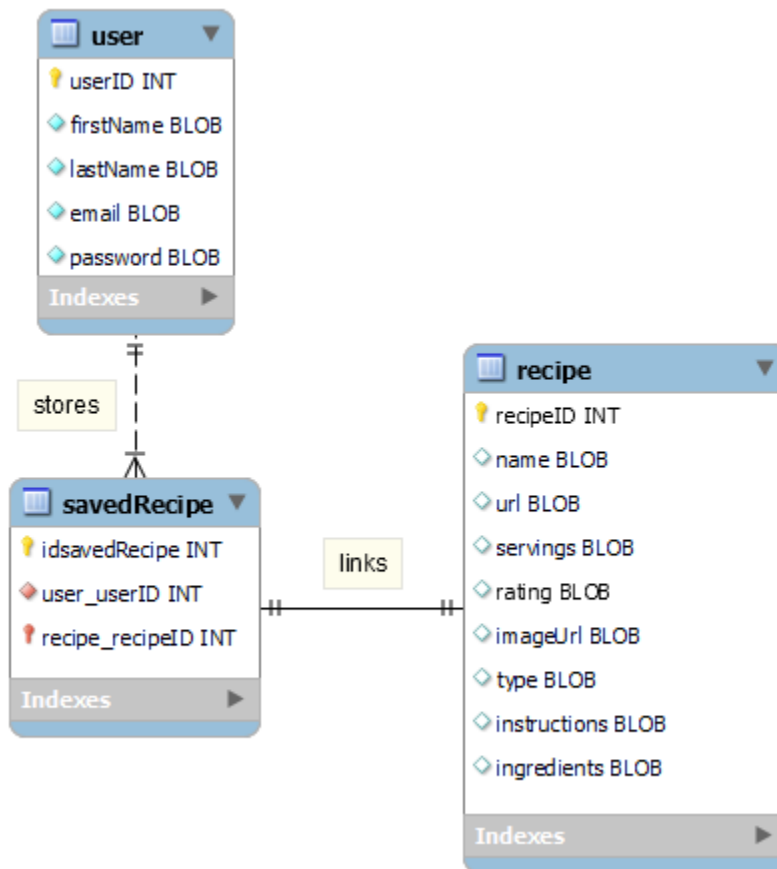 user
userID INT
firstName BLOB
lastName BLOB
email BLOB
password BLOB
Indexes
stores
savedRecipe
idsavedRecipe INT
user_userID INT
recipe_recipeID INT
Indexes
links
recipe
recipeID INT
name BLOB
url BLOB
servings BLOB
rating BLOB
imageUrl BLOB
type BLOB
instructions BLOB
ingredients BLOB
Indexes